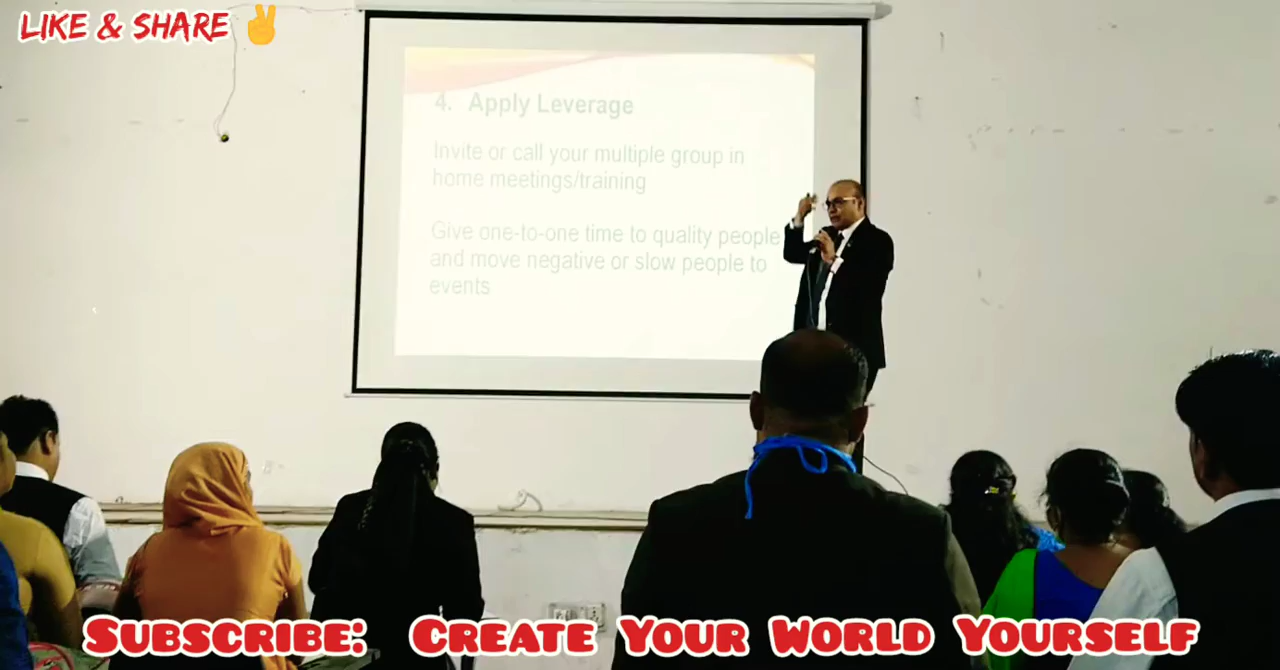 LIKE & SHARE ✌
4. Apply Leverage
Invite or call your multiple group in
home meetings/training
Give one-to-one time to quality people
and move negative or slow people to
events
SUBSCRIBE: CREATE YOUR WORLD YOURSELF